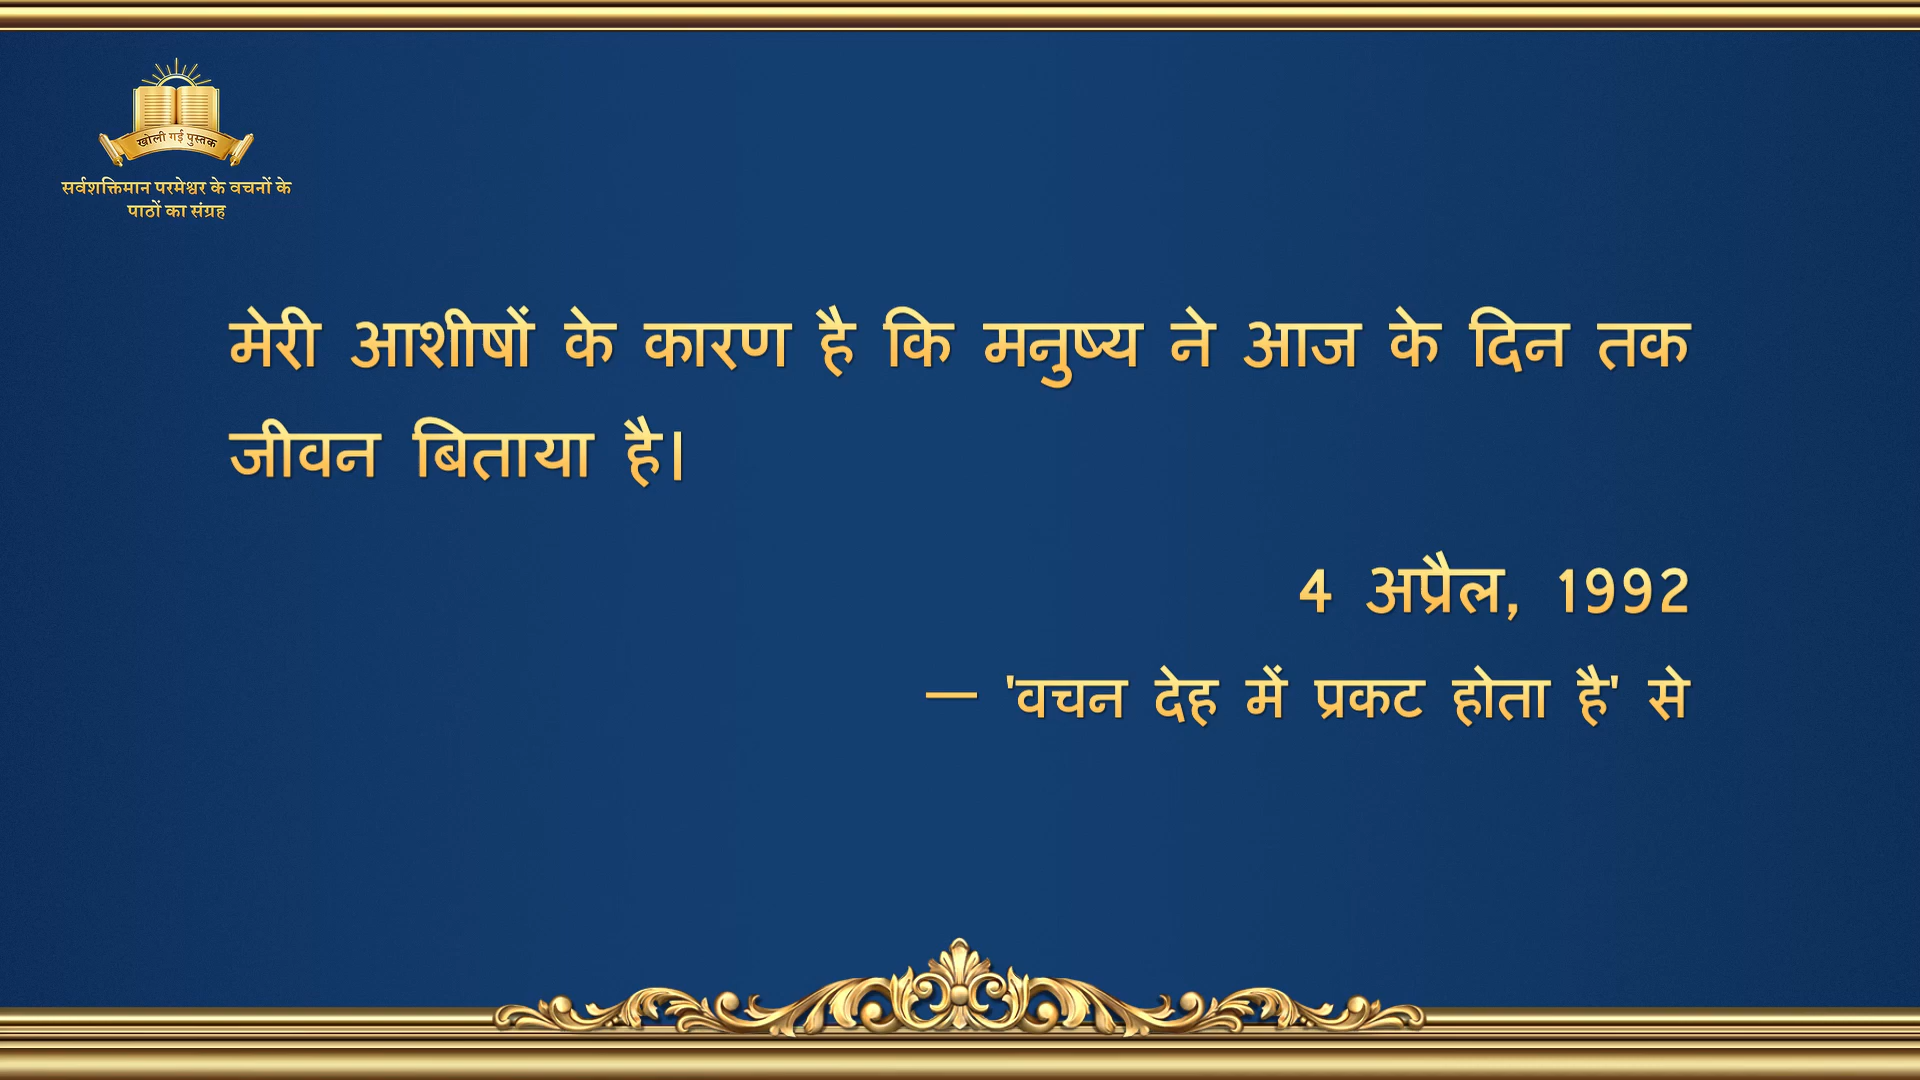 खोली गई पुस्तक
सर्वशक्तिमान परमेश्वर के वचनों के
पाठों का संग्रह
मेरी आशीषों के कारण है कि मनुष्य ने आज के दिन तक
जीवन बिताया है।
4 अप्रैल, 1992
— 'वचन देह में प्रकट होता है' से